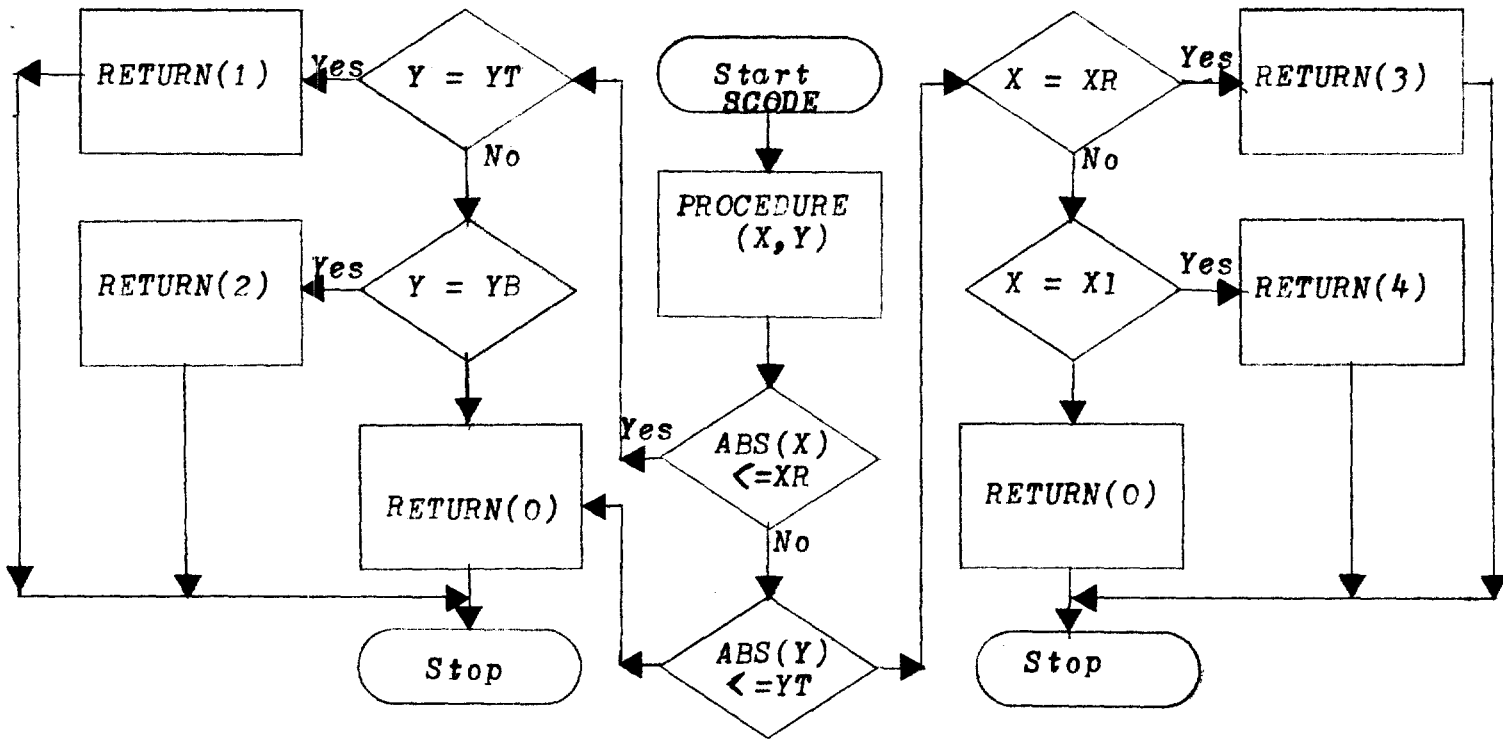 Start
SCODE
PROCEDURE
(X,Y)
ABS(X)
<=XR
Yes
No
ABS(Y)
<=YT
Y = YT
Yes
RETURN(1)
No
Y = YB
Yes
RETURN(2)
RETURN(0)
Stop
X = XR
Yes
RETURN(3)
No
X = X1
Yes
RETURN(4)
RETURN(0)
Stop